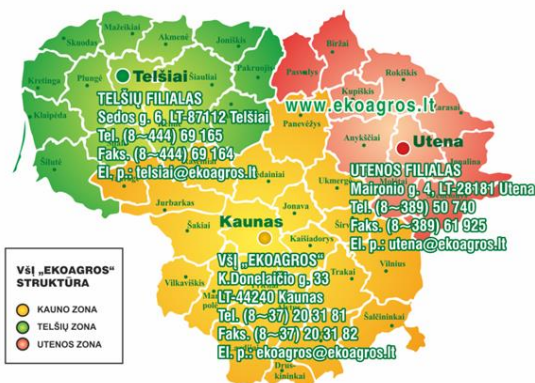 Mažeikiai
Skuodas
Akmenė
Joniškis
Biržai
Kretinga
Plungė
Telšiai
Šiauliai
Pakruojis
Pasvalys
Rokiškis
Kupiškis
Klaipėda
TELŠIŲ FILIALAS
Sedos g. 6, LT-87112 Telšiai
Tel. (8~444) 69 165
Faks. (8~444) 69 164
El. p.: telsiai@ekoagros.lt
www.ekoagros.lt
Zarasai
Panevėžys
Anykščiai
Utena
Šilutė
UTENOS FILIALAS
Maironio g. 4, LT-28181 Utena
Tel. (8~389) 50 740
Faks. (8~389) 61 925
El. p.: utena@ekoagros.lt
Ukmergė
Jurbarkas
Jonava
Šakiai
Kaunas
Kaišiadorys
VšĮ „EKOAGROS“
K.Donelaičio g. 33
LT-44240 Kaunas
Tel. (8~37) 20 31 81
Faks. (8~37) 20 31 82
El. p.: ekoagros@ekoagros.lt
Vilkaviškis
Trakai
Vilnius
Šalčininkai
Drus-
kininkai
VšĮ „EKOAGROS“
STRUKTŪRA
KAUNO ZONA
TELŠIŲ ZONA
UTENOS ZONA